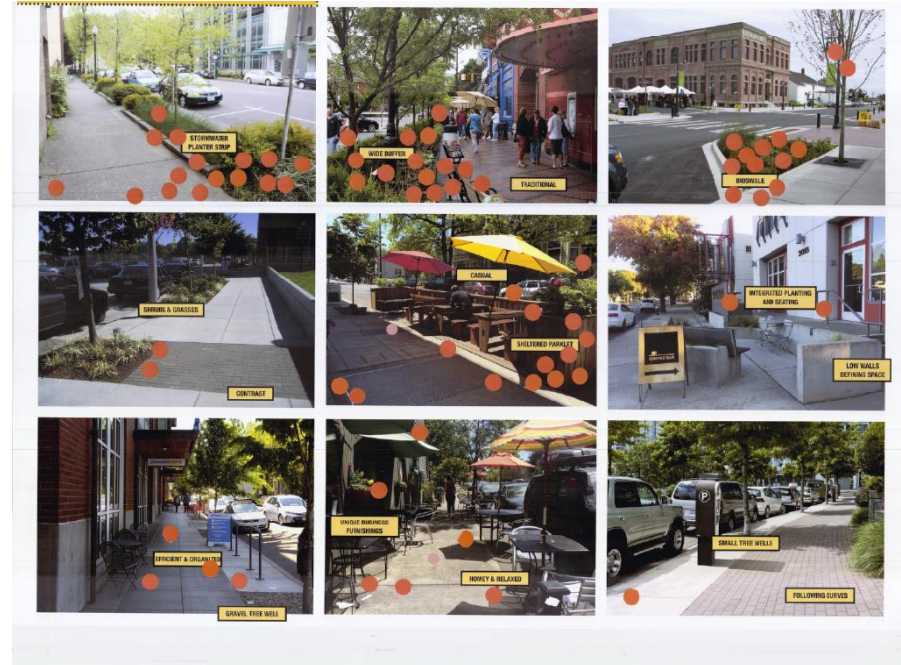 STORMWATER
PLANTER STRIP
WIDE BUFFER
TRADITIONAL
BIOSWALE
SHRUBS & GRASSES
CONTRAST
CASUAL
SHELTERED PARKLET
INTEGRATED PLANTING
AND SEATING
LOW WALLS
DEFINING SPACE
EFFICIENT & ORGANIZED
GRAVEL TREE WELL
UNIQUE BUSINESS
FURNISHINGS
HOMEY & RELAXED
P
SMALL TREE WELLS
FOLLOWING CURVES